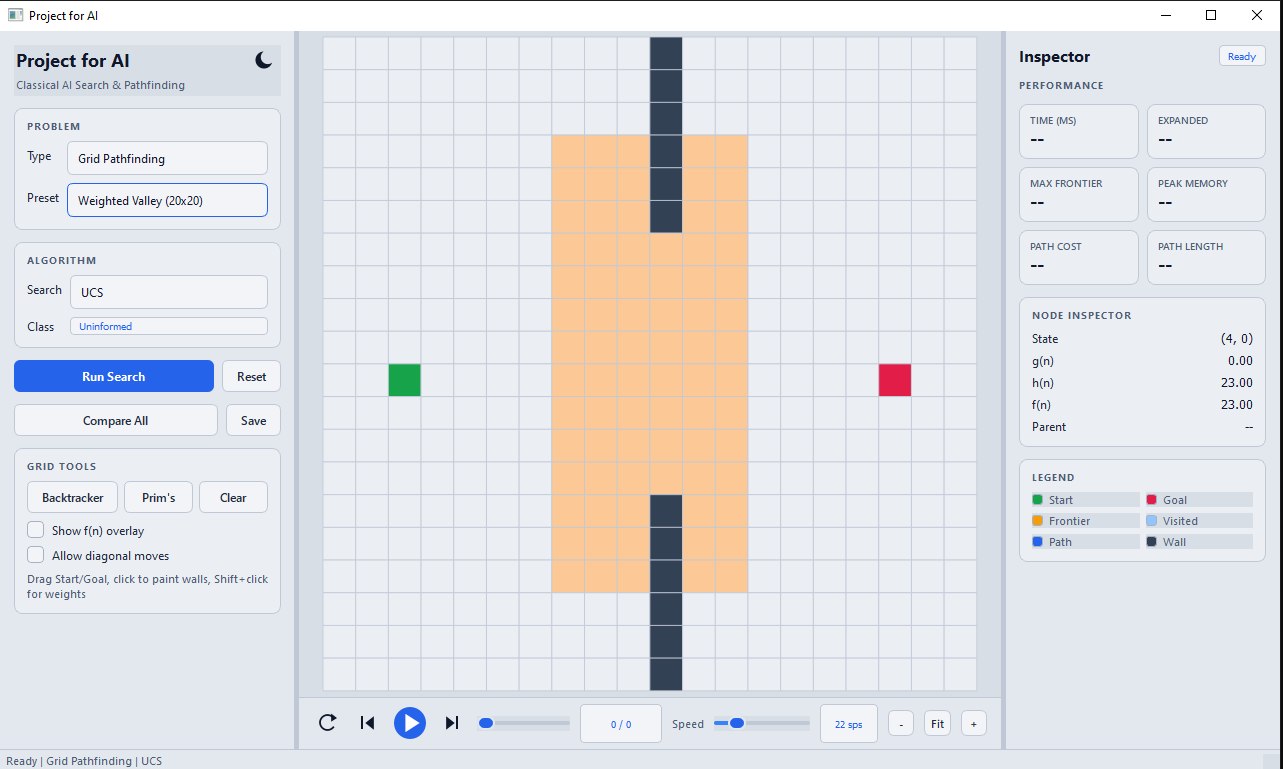 Project for AI
Project for AI
Classical AI Search & Pathfinding
PROBLEM
Type
Grid Pathfinding
Preset
Weighted Valley (20x20)
ALGORITHM
Search
UCS
Class
Uninformed
Run Search
Reset
Compare All
Save
GRID TOOLS
Backtracker
Prim's
Clear
Show f(n) overlay
Allow diagonal moves
Drag Start/Goal, click to paint walls, Shift+click
for weights
0 / 0
Speed
22 sps
-
Fit
+
Inspector
Ready
PERFORMANCE
TIME (MS)
--
EXPANDED
--
MAX FRONTIER
--
PEAK MEMORY
--
PATH COST
--
PATH LENGTH
--
NODE INSPECTOR
State (4, 0)
g(n) 0.00
h(n) 23.00
f(n) 23.00
Parent --
LEGEND
Start
Goal
Frontier
Visited
Path
Wall
Ready | Grid Pathfinding | UCS